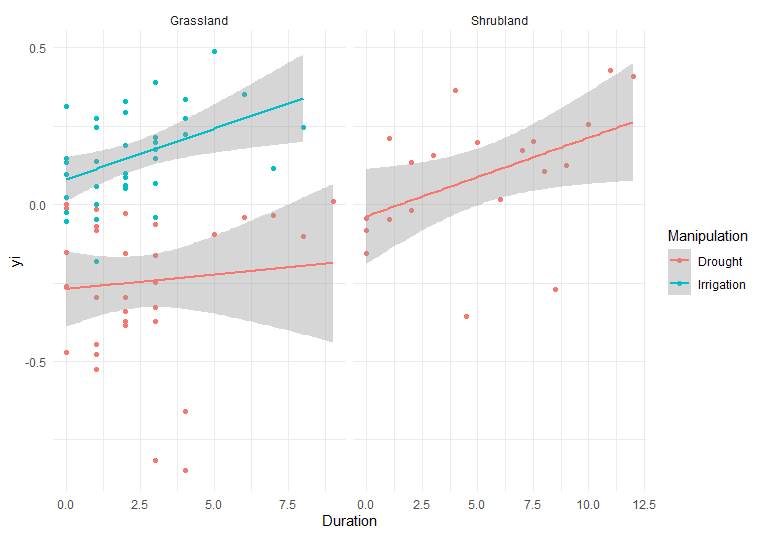 Grassland
Shrubland
0.5
0.0
-0.5
yi
0.0 2.5 5.0 7.5
0.0 2.5 5.0 7.5 10.0 12.5
Duration
Manipulation
Drought
Irrigation